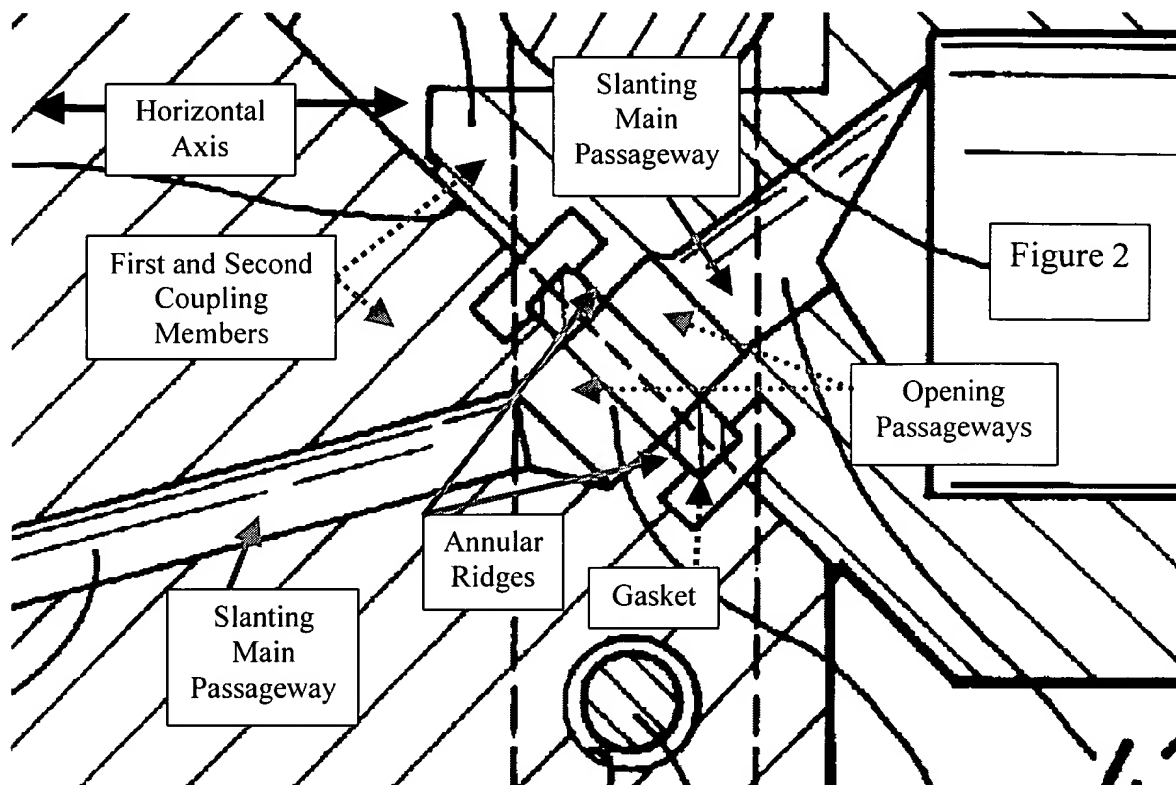 Horizontal
Axis
Slanting
Main
Passageway
First and Second
Coupling
Members
Figure 2
Opening
Passageways
Annular
Ridges
Gasket
Slanting
Main
Passageway